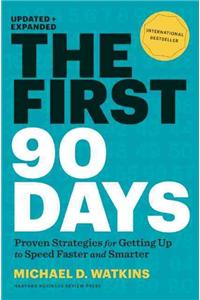 UPDATED +
EXPANDED
INTERNATIONAL
BESTSELLER
THE
FIRST
90
DAYS
Proven Strategies for Getting Up
to Speed Faster and Smarter
MICHAEL D. WATKINS
HARVARD BUSINESS REVIEW PRESS